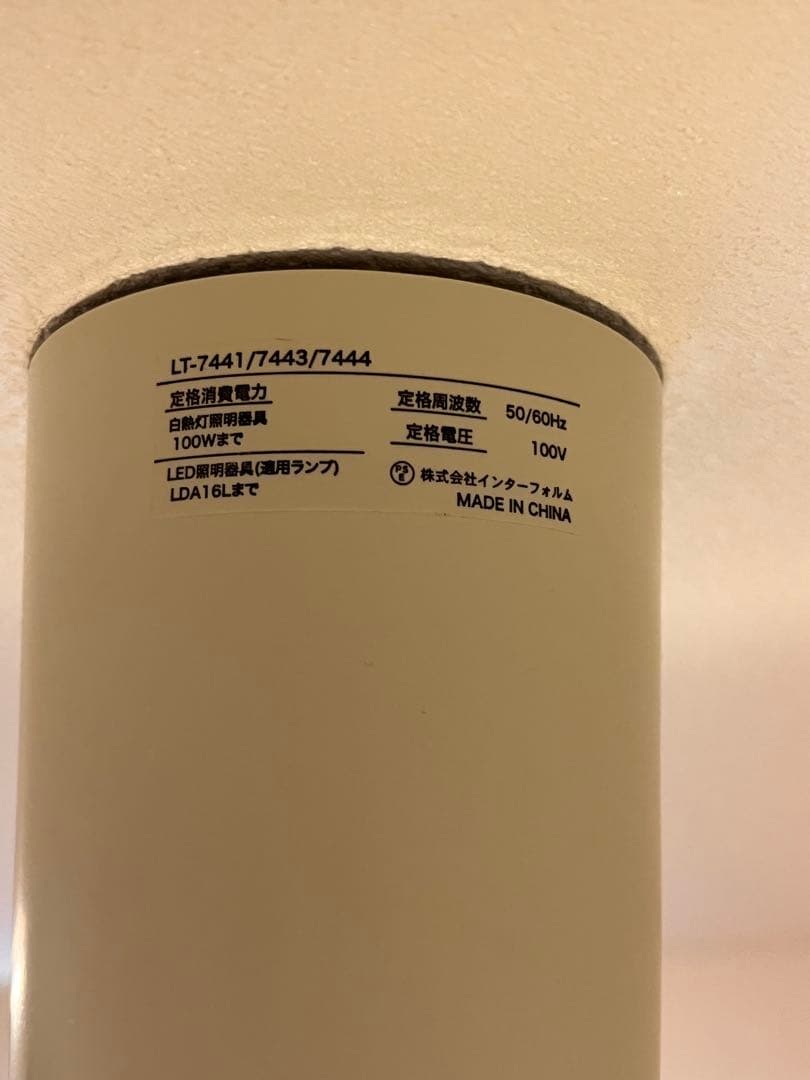 LT-7441/7443/7444
定格消費電力
白熱灯照明器具
100Wまで
LED照明器具(適用ランプ)
LDA16Lまで
定格周波数 50/60Hz
定格電圧 100V
PSE 株式会社インターフォルム
MADE IN CHINA